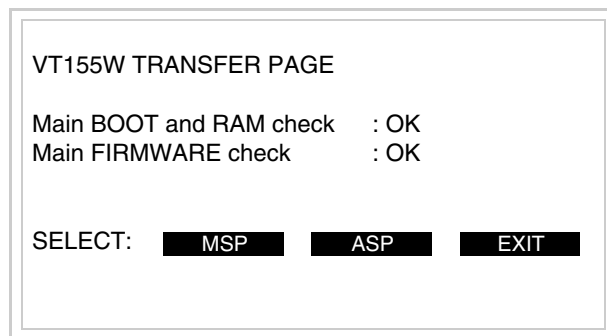 VT155W TRANSFER PAGE
Main BOOT and RAM check : OK
Main FIRMWARE check : OK
SELECT: MSP ASP EXIT